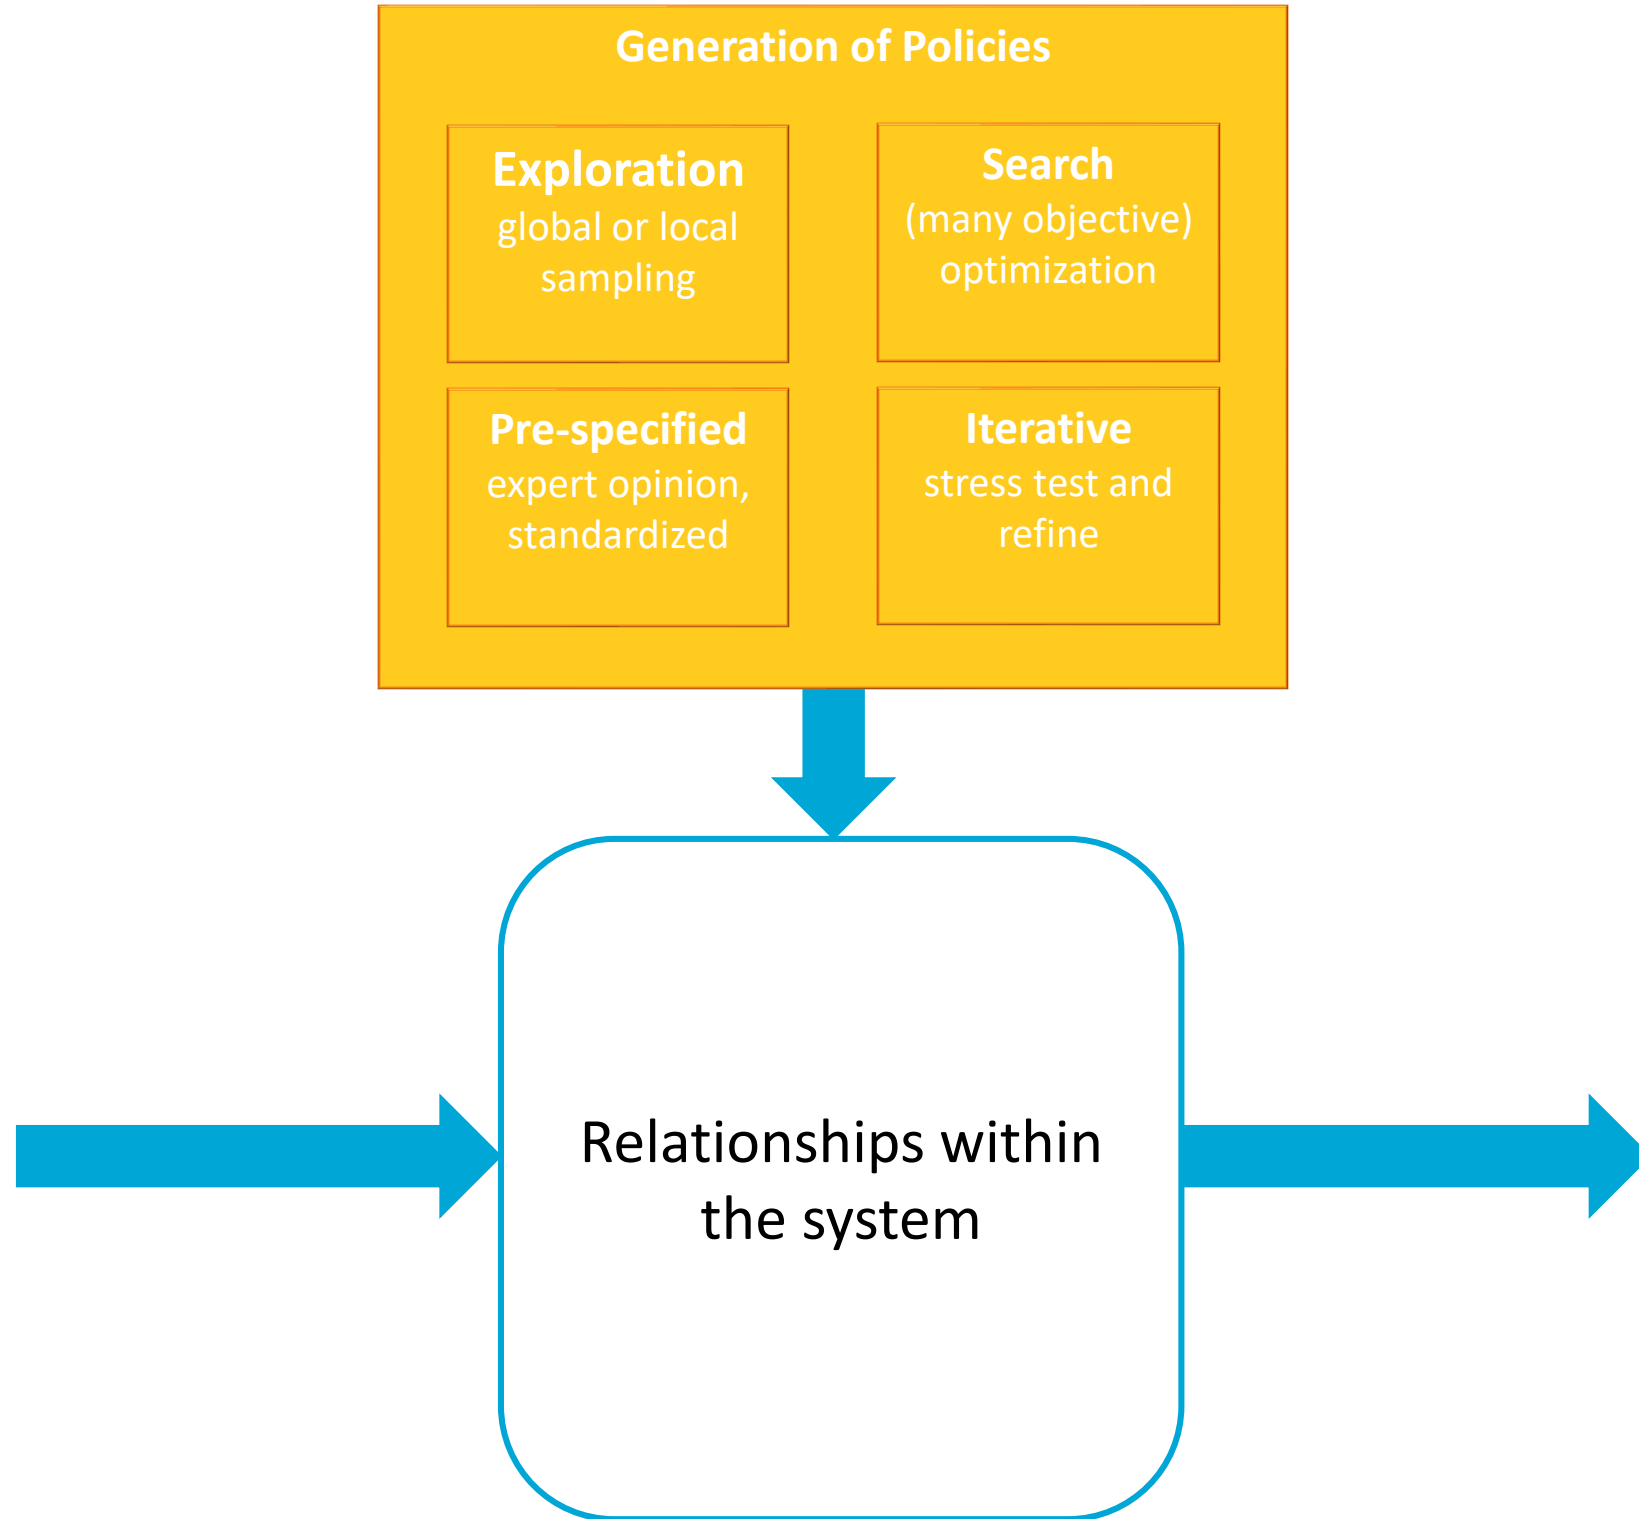 Generation of Policies
Exploration
global or local
sampling
Search
(many objective)
optimization
Pre-specified
expert opinion,
standardized
Iterative
stress test and
refine
Relationships within
the system